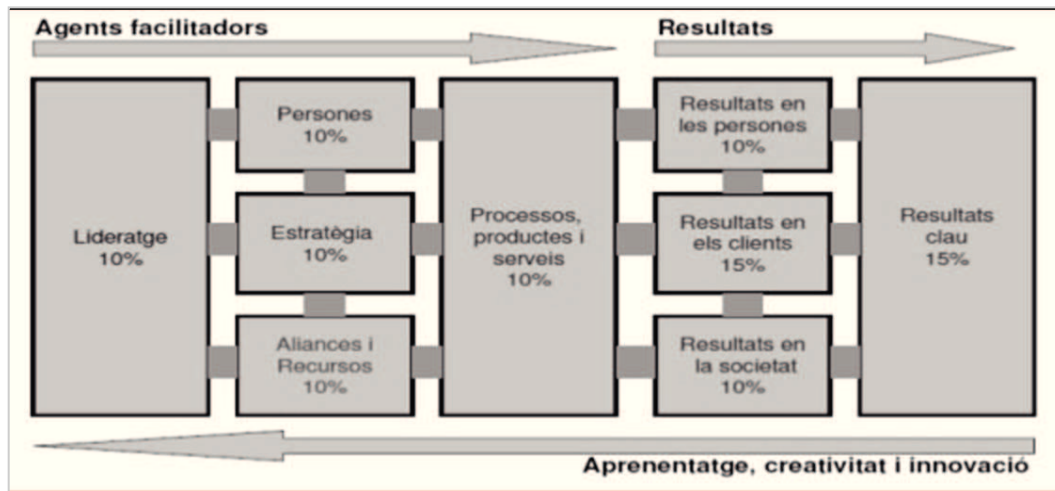 Agents facilitadors
Resultats
Lideratge
10%
Persones
10%
Estratègia
10%
Aliances i
Recursos
10%
Processos,
productes i
serveis
10%
Resultats en
les persones
10%
Resultats en
els clients
15%
Resultats en
la societat
10%
Resultats
clau
15%
Aprenentatge, creativitat i innovació